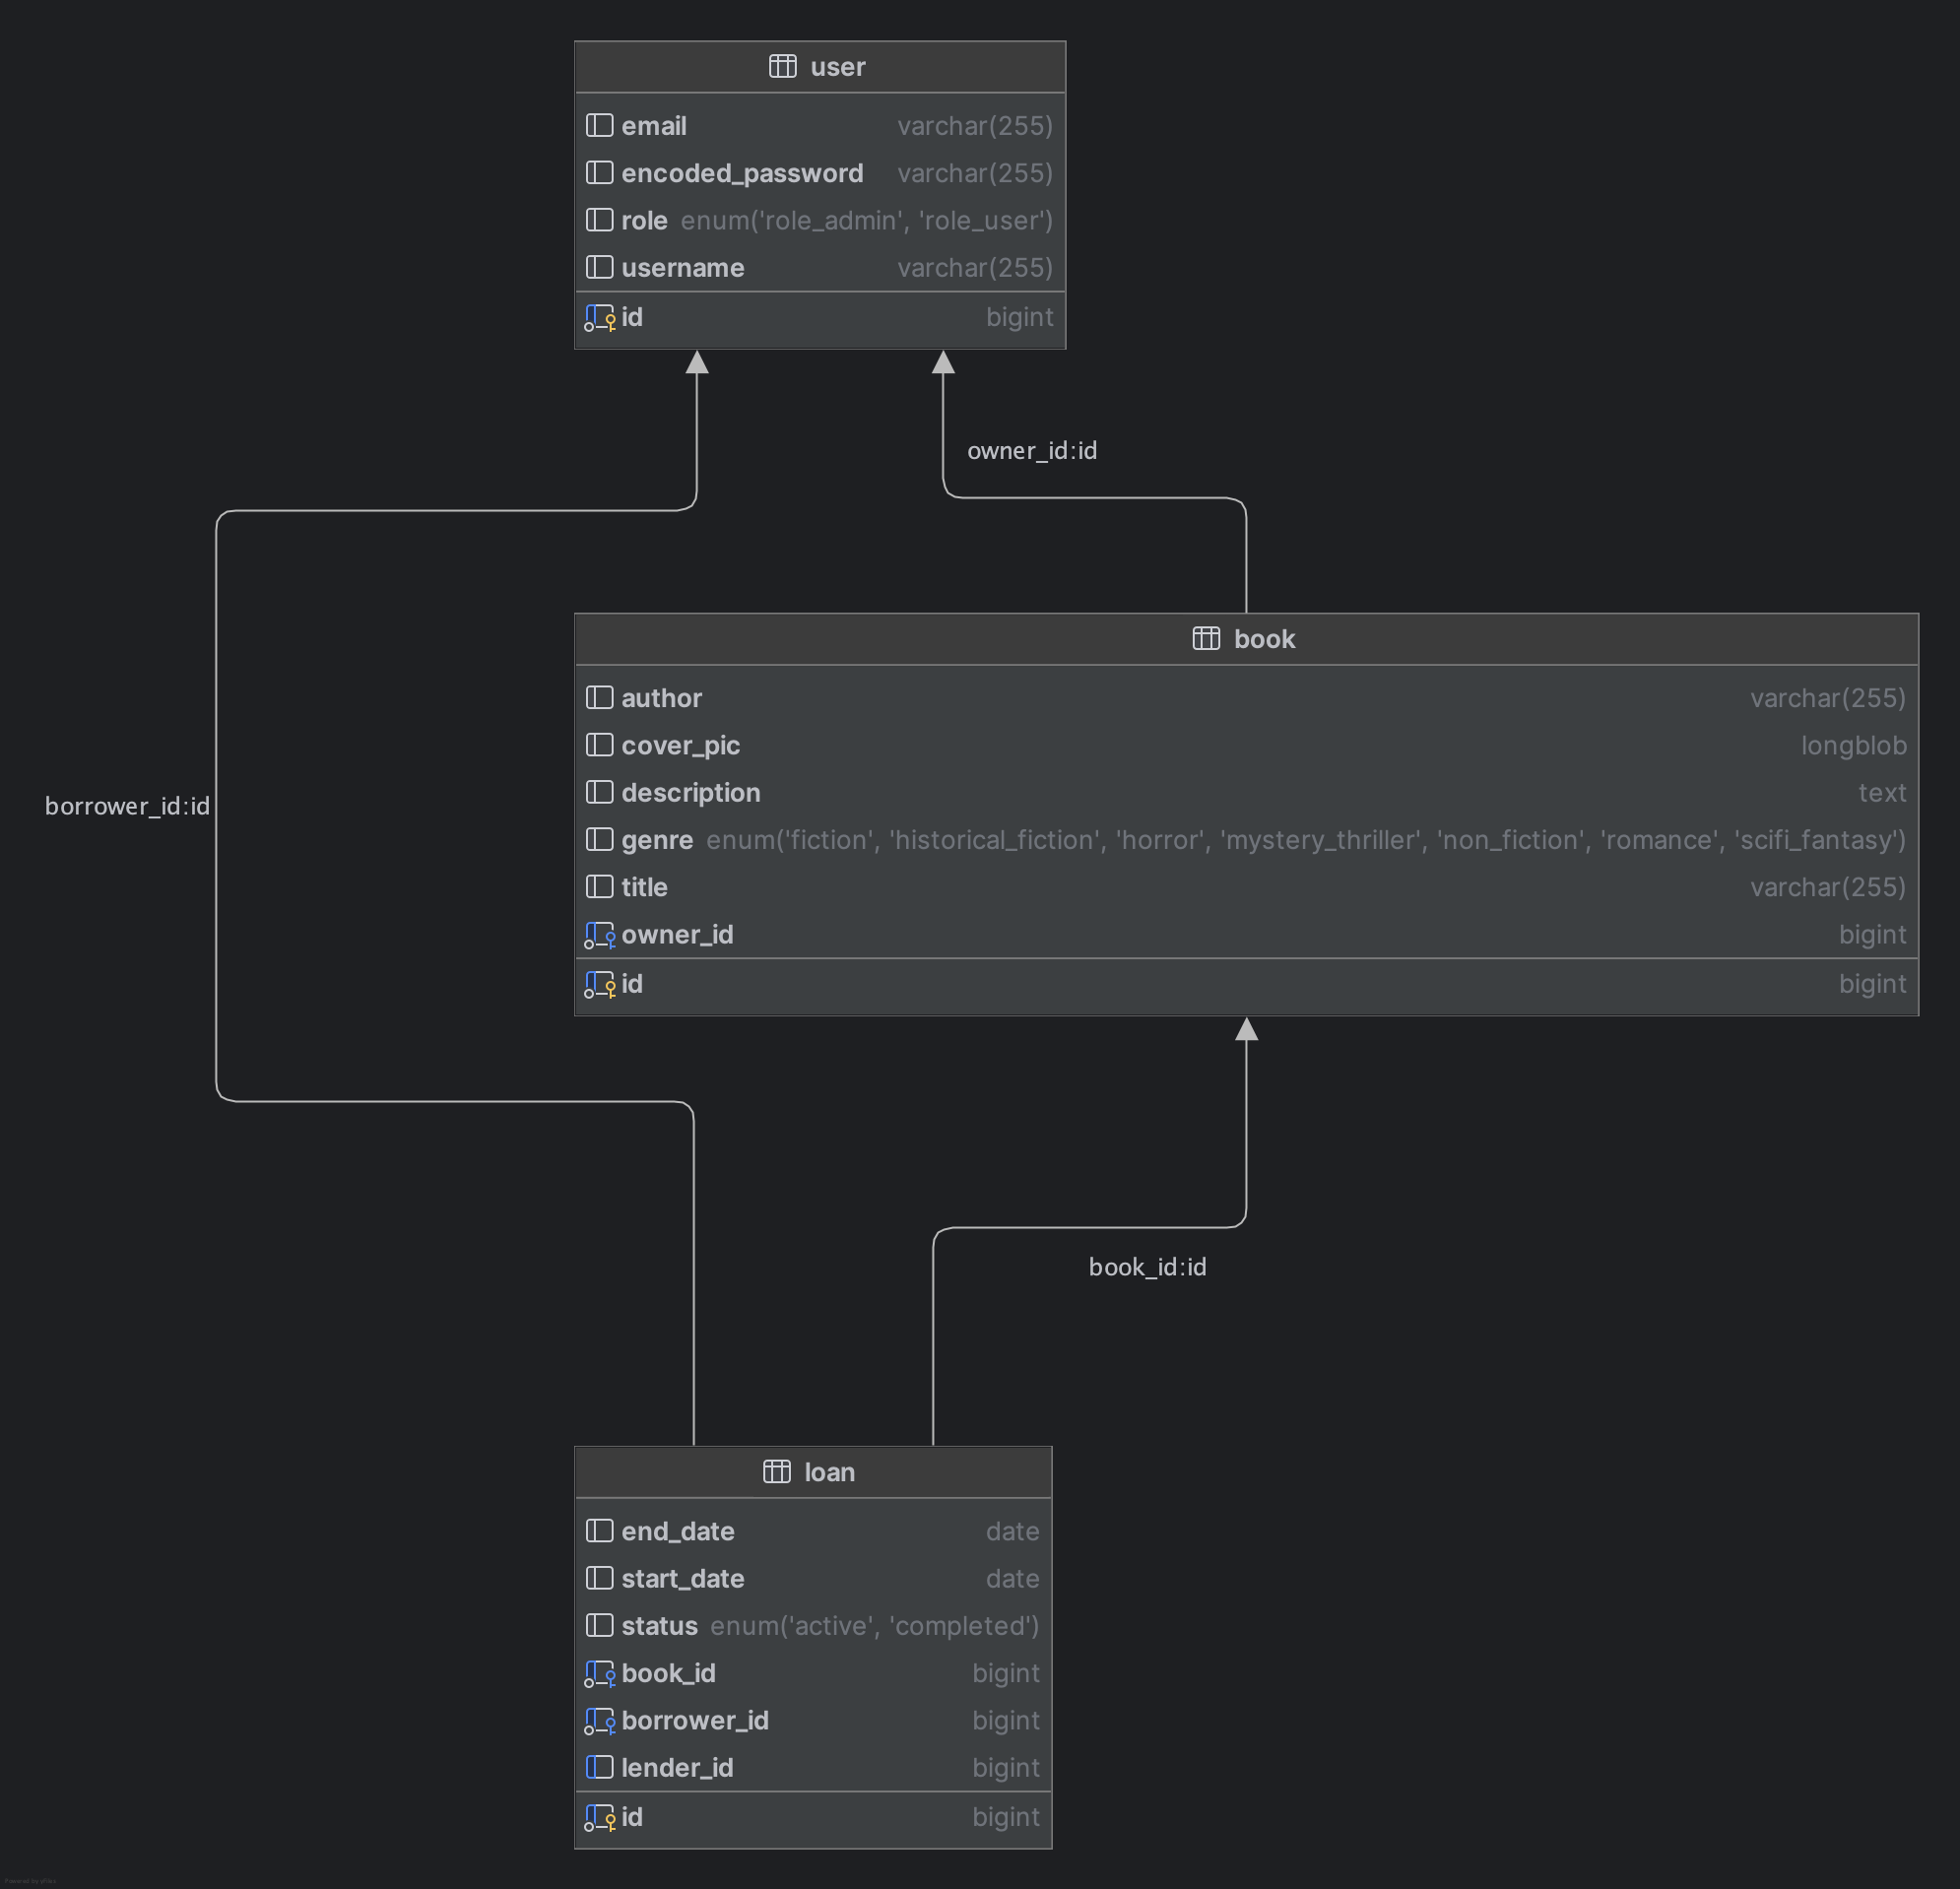 user
email varchar(255)
encoded_password varchar(255)
role enum('role_admin', 'role_user')
username varchar(255)
id bigint
owner_id:id
book
author varchar(255)
cover_pic longblob
description text
genre enum('fiction', 'historical_fiction', 'horror', 'mystery_thriller', 'non_fiction', 'romance', 'scifi_fantasy')
title varchar(255)
owner_id bigint
id bigint
borrower_id:id
book_id:id
loan
end_date date
start_date date
status enum('active', 'completed')
book_id bigint
borrower_id bigint
lender_id bigint
id bigint
Powered by yFiles